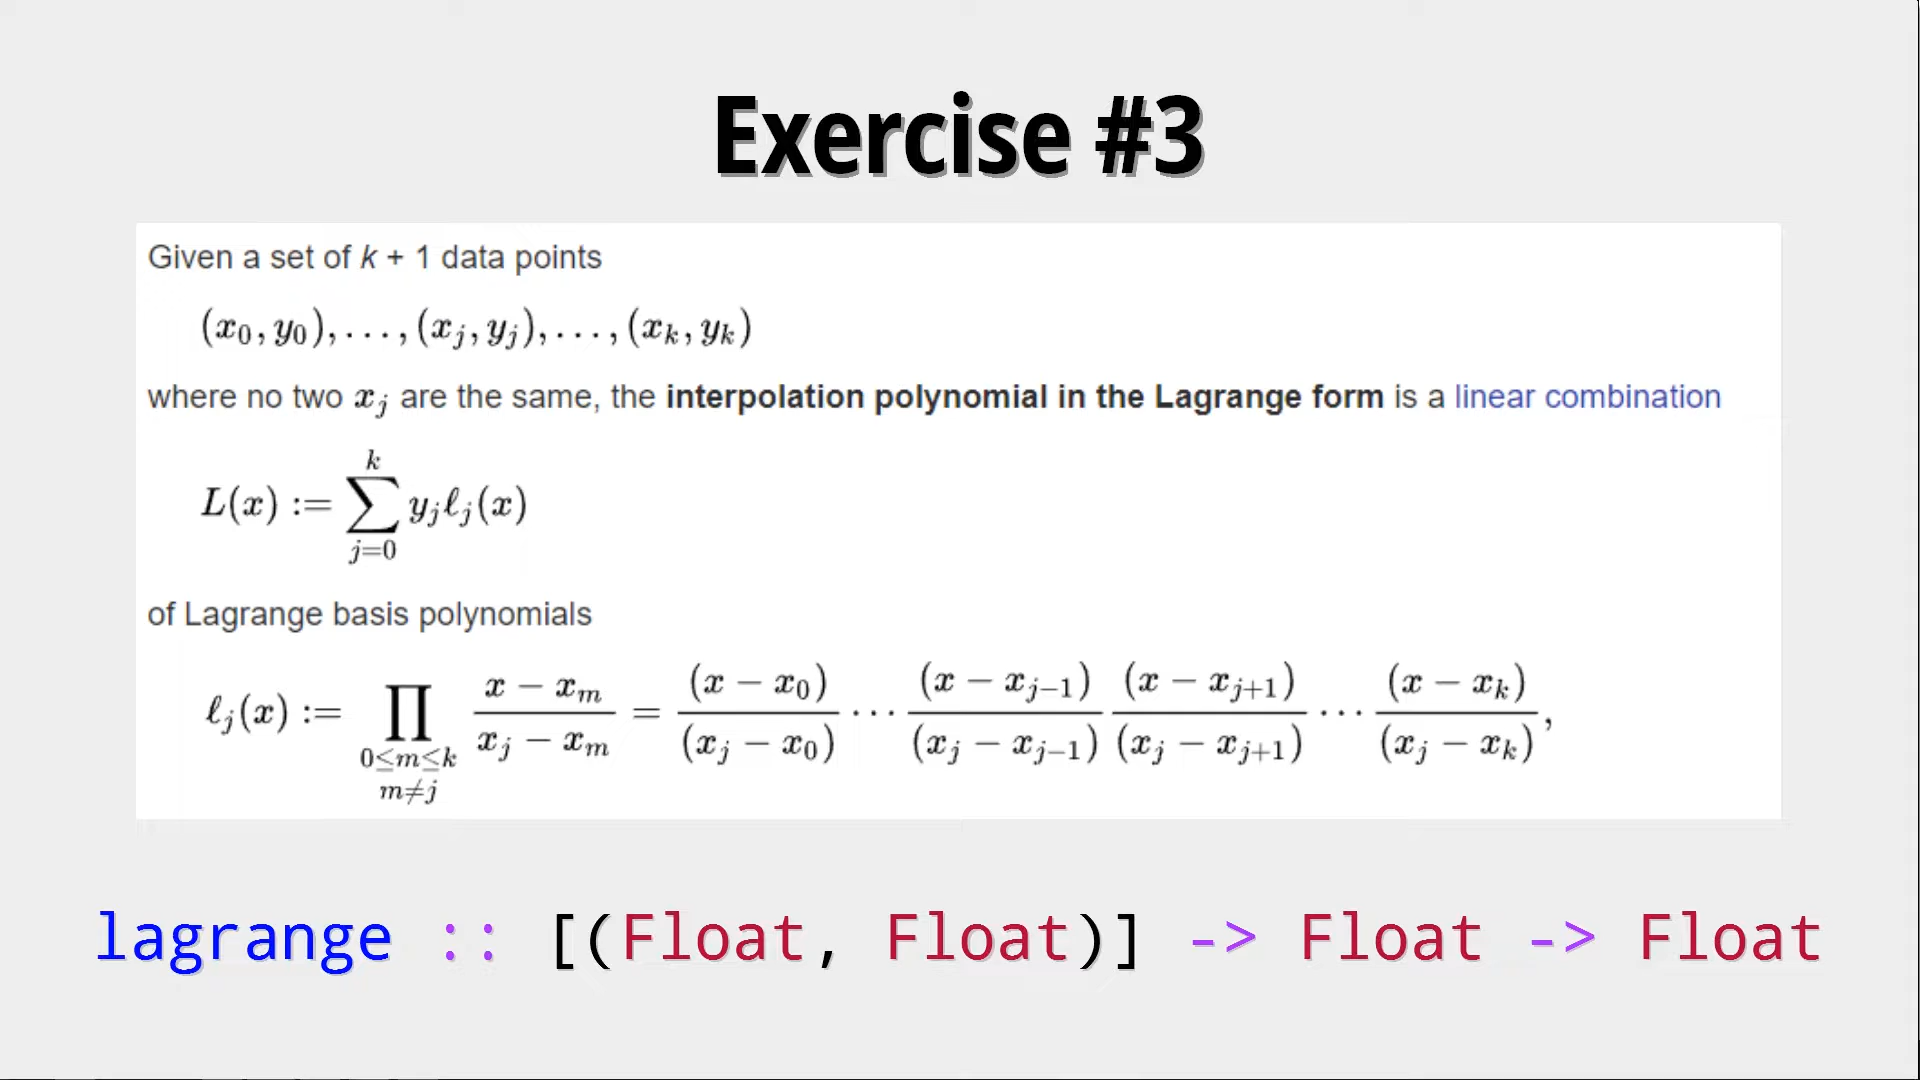 Exercise #3
Given a set of k + 1 data points
(x₀, y₀), . . . , (xⱼ, yⱼ), . . . , (xₖ, yₖ)
where no two xⱼ are the same, the interpolation polynomial in the Lagrange form is a linear combination
L(x) := ∑_{j=0}^{k} yⱼℓⱼ(x)
of Lagrange basis polynomials
ℓⱼ(x) := ∏_{0≤m≤k, m≠j} (x − xₘ)/(xⱼ − xₘ) = (x − x₀)/(xⱼ − x₀) ⋯ (x − xⱼ₋₁)/(xⱼ − xⱼ₋₁) (x − xⱼ₊₁)/(xⱼ − xⱼ₊₁) ⋯ (x − xₖ)/(xⱼ − xₖ),
lagrange :: [(Float, Float)] -> Float -> Float